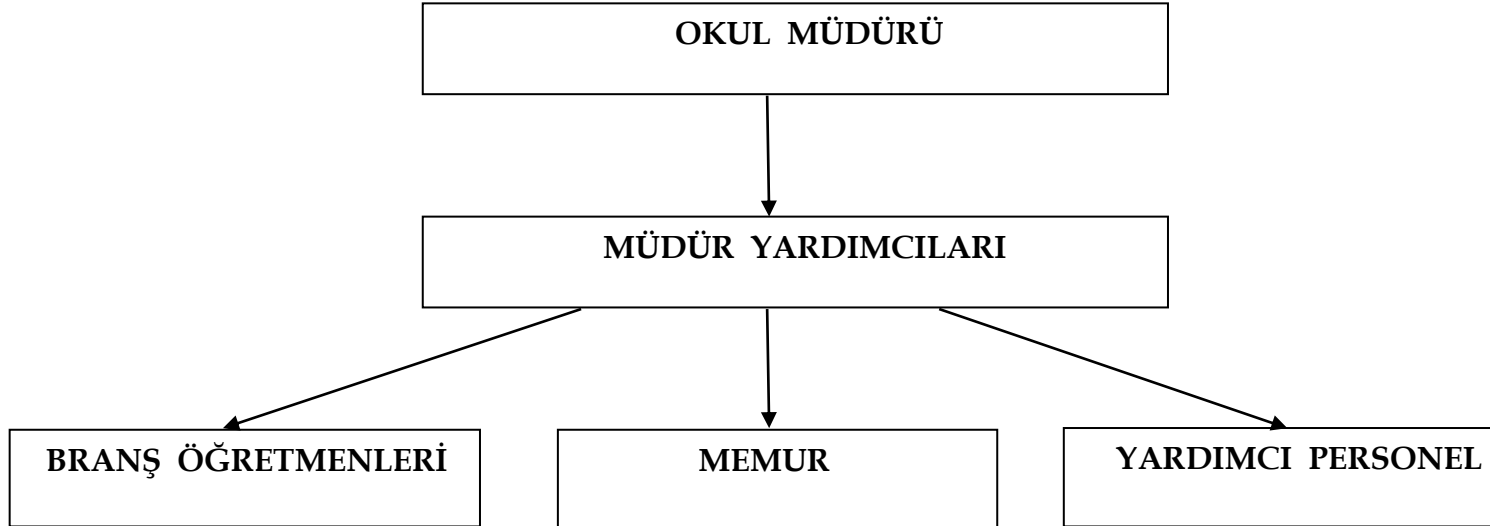 OKUL MÜDÜRÜ
MÜDÜR YARDIMCILARI
BRANŞ ÖĞRETMENLERİ
MEMUR
YARDIMCI PERSONEL